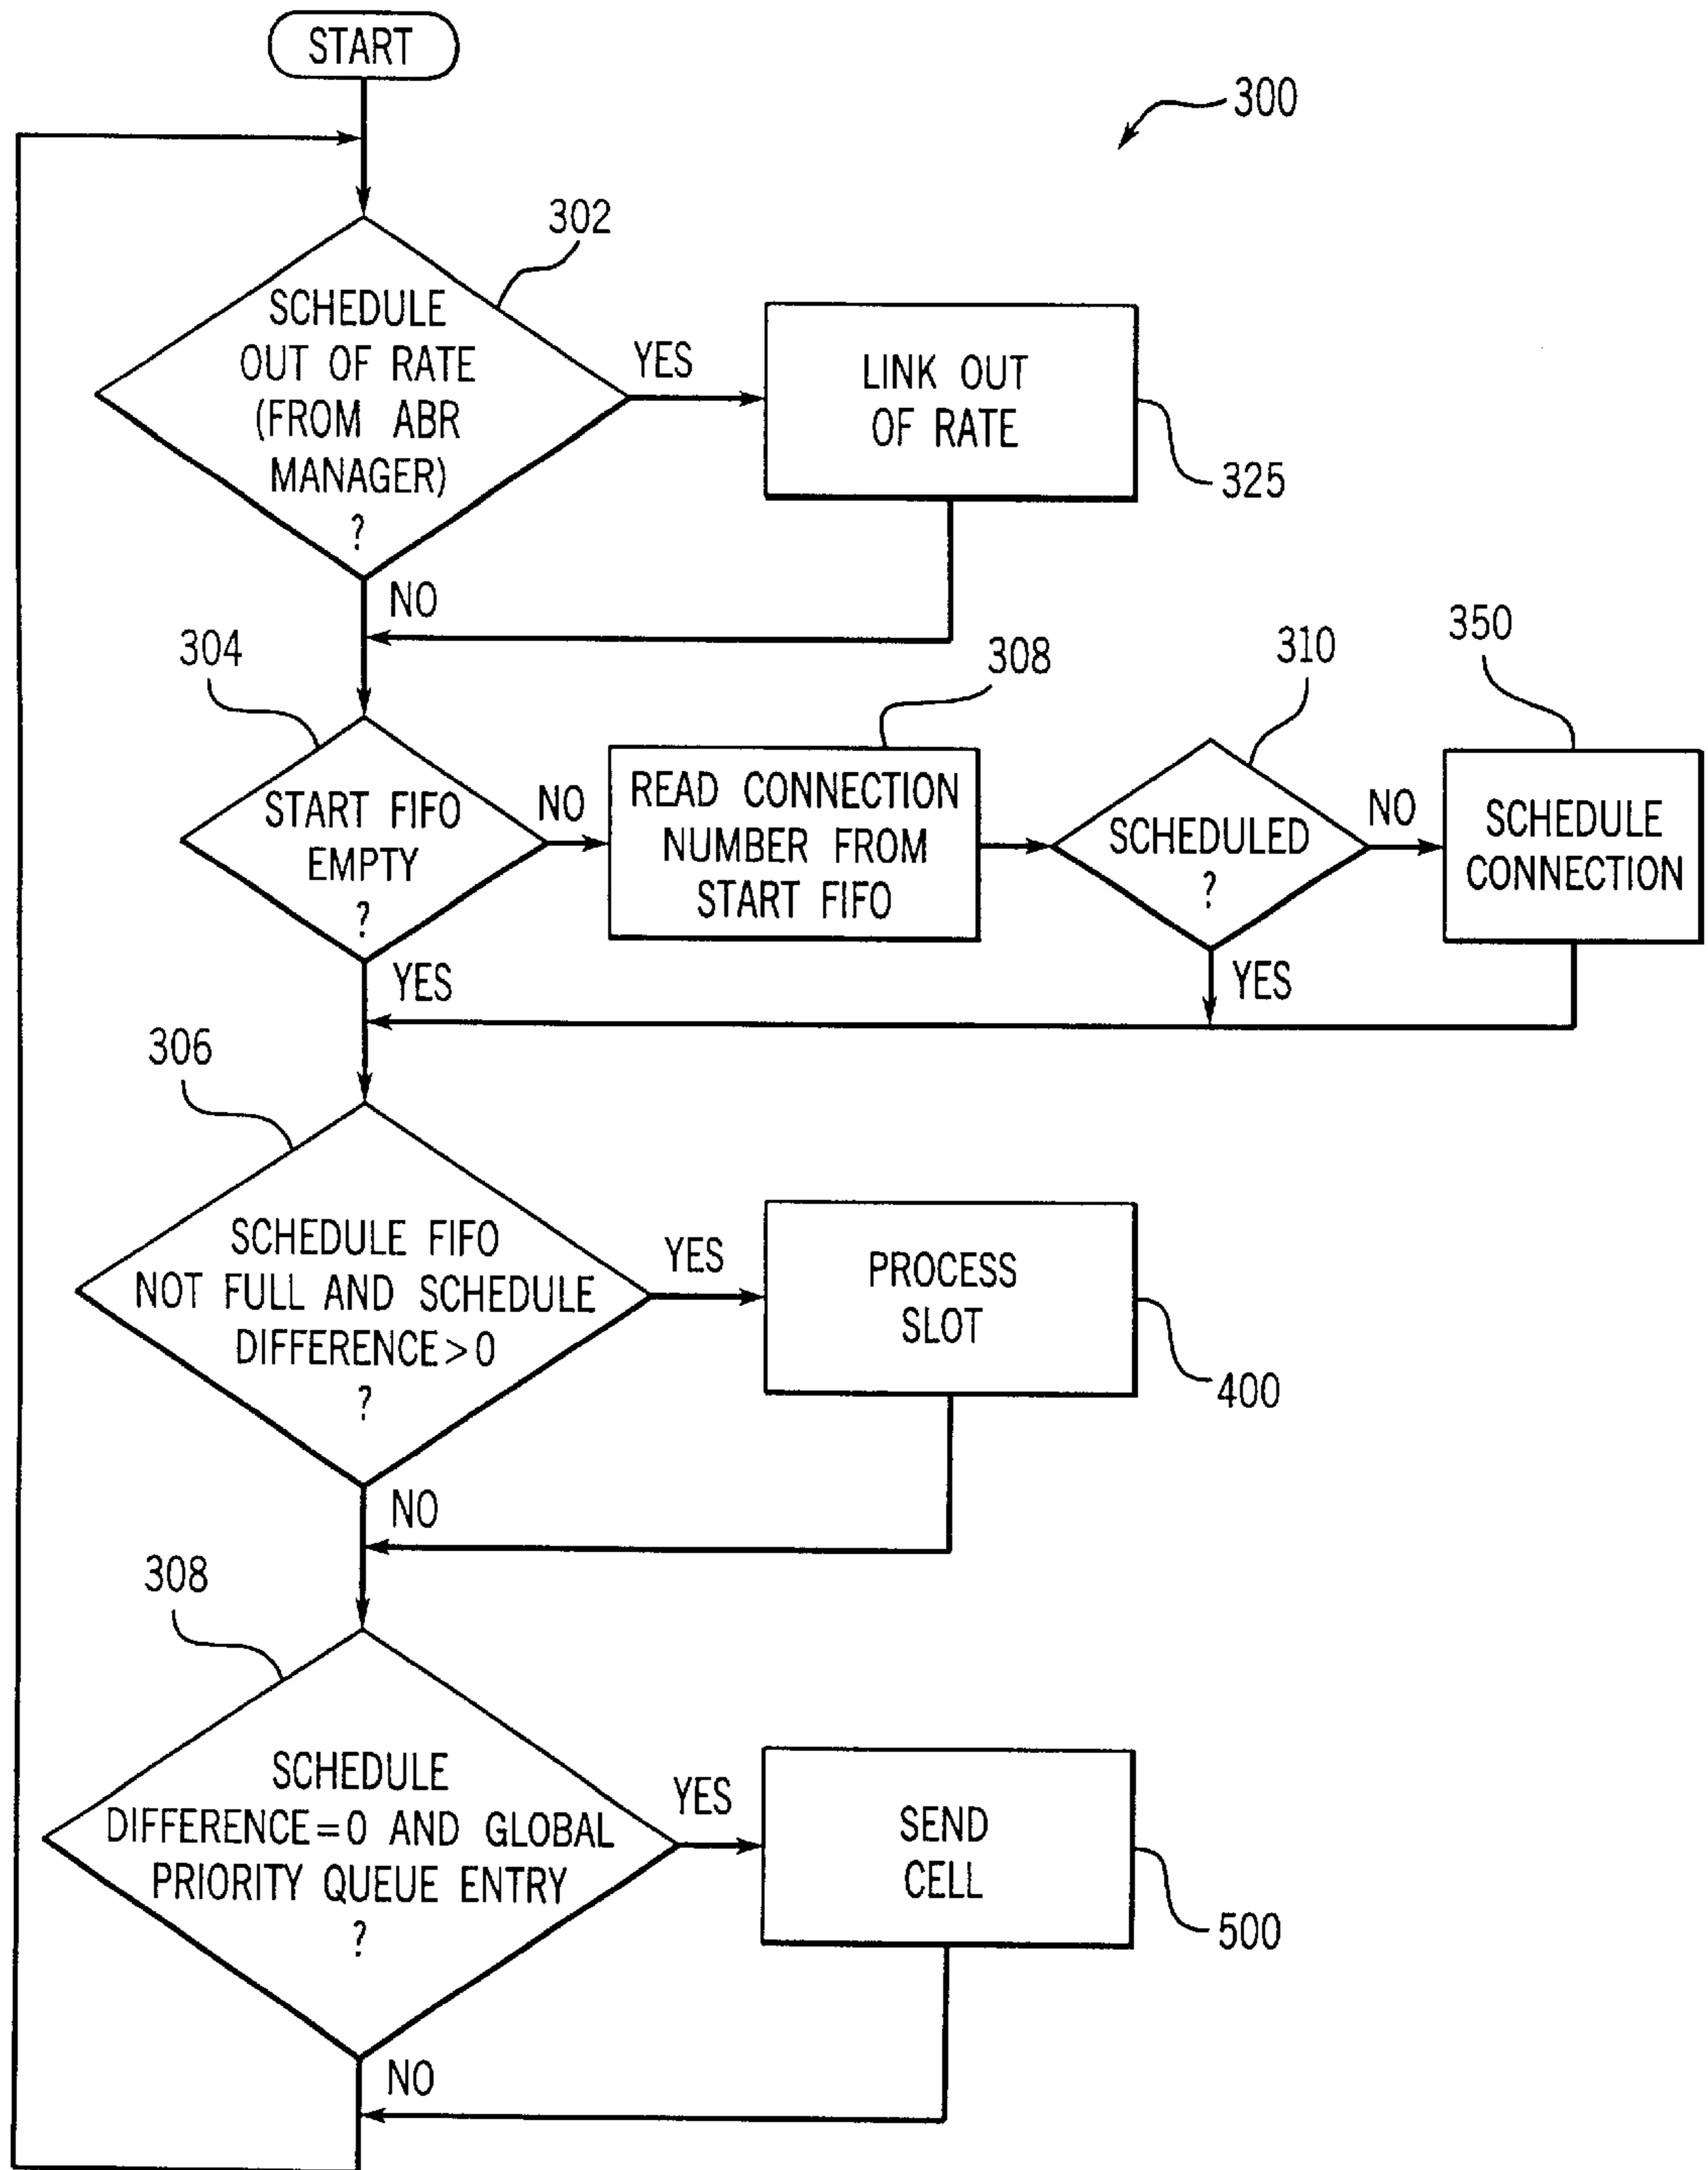 START
300
302
SCHEDULE
OUT OF RATE
(FROM ABR
MANAGER)
?
YES
LINK OUT
OF RATE
325
NO
304
START FIFO
EMPTY
?
NO
308
READ CONNECTION
NUMBER FROM
START FIFO
310
SCHEDULED
?
NO
350
SCHEDULE
CONNECTION
YES
YES
306
SCHEDULE FIFO
NOT FULL AND SCHEDULE
DIFFERENCE>0
?
YES
PROCESS
SLOT
400
NO
308
SCHEDULE
DIFFERENCE=0 AND GLOBAL
PRIORITY QUEUE ENTRY
?
YES
SEND
CELL
500
NO